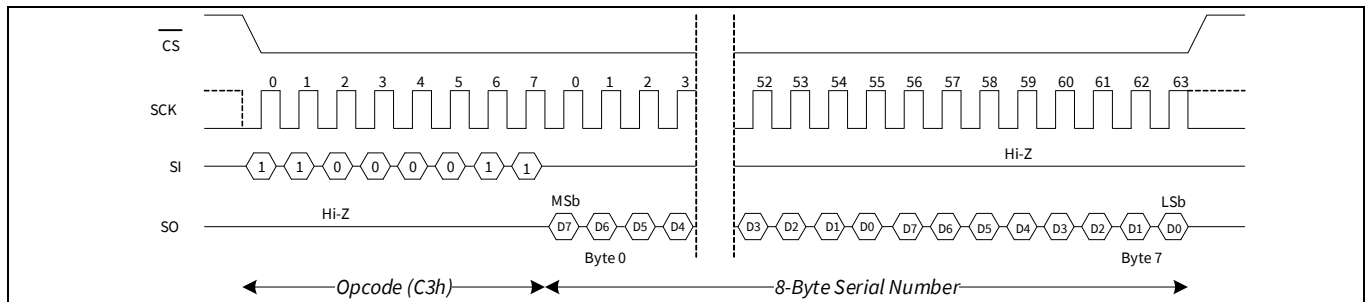 CS
0 1 2 3 4 5 6 7 0 1 2 3 52 53 54 55 56 57 58 59 60 61 62 63
SCK
Hi-Z
SI 1 1 0 0 0 0 1 1
MSb LSb
Hi-Z
SO D7 D6 D5 D4 D3 D2 D1 D0 D7 D6 D5 D4 D3 D2 D1 D0
Byte 0 Byte 7
Opcode (C3h) 8-Byte Serial Number